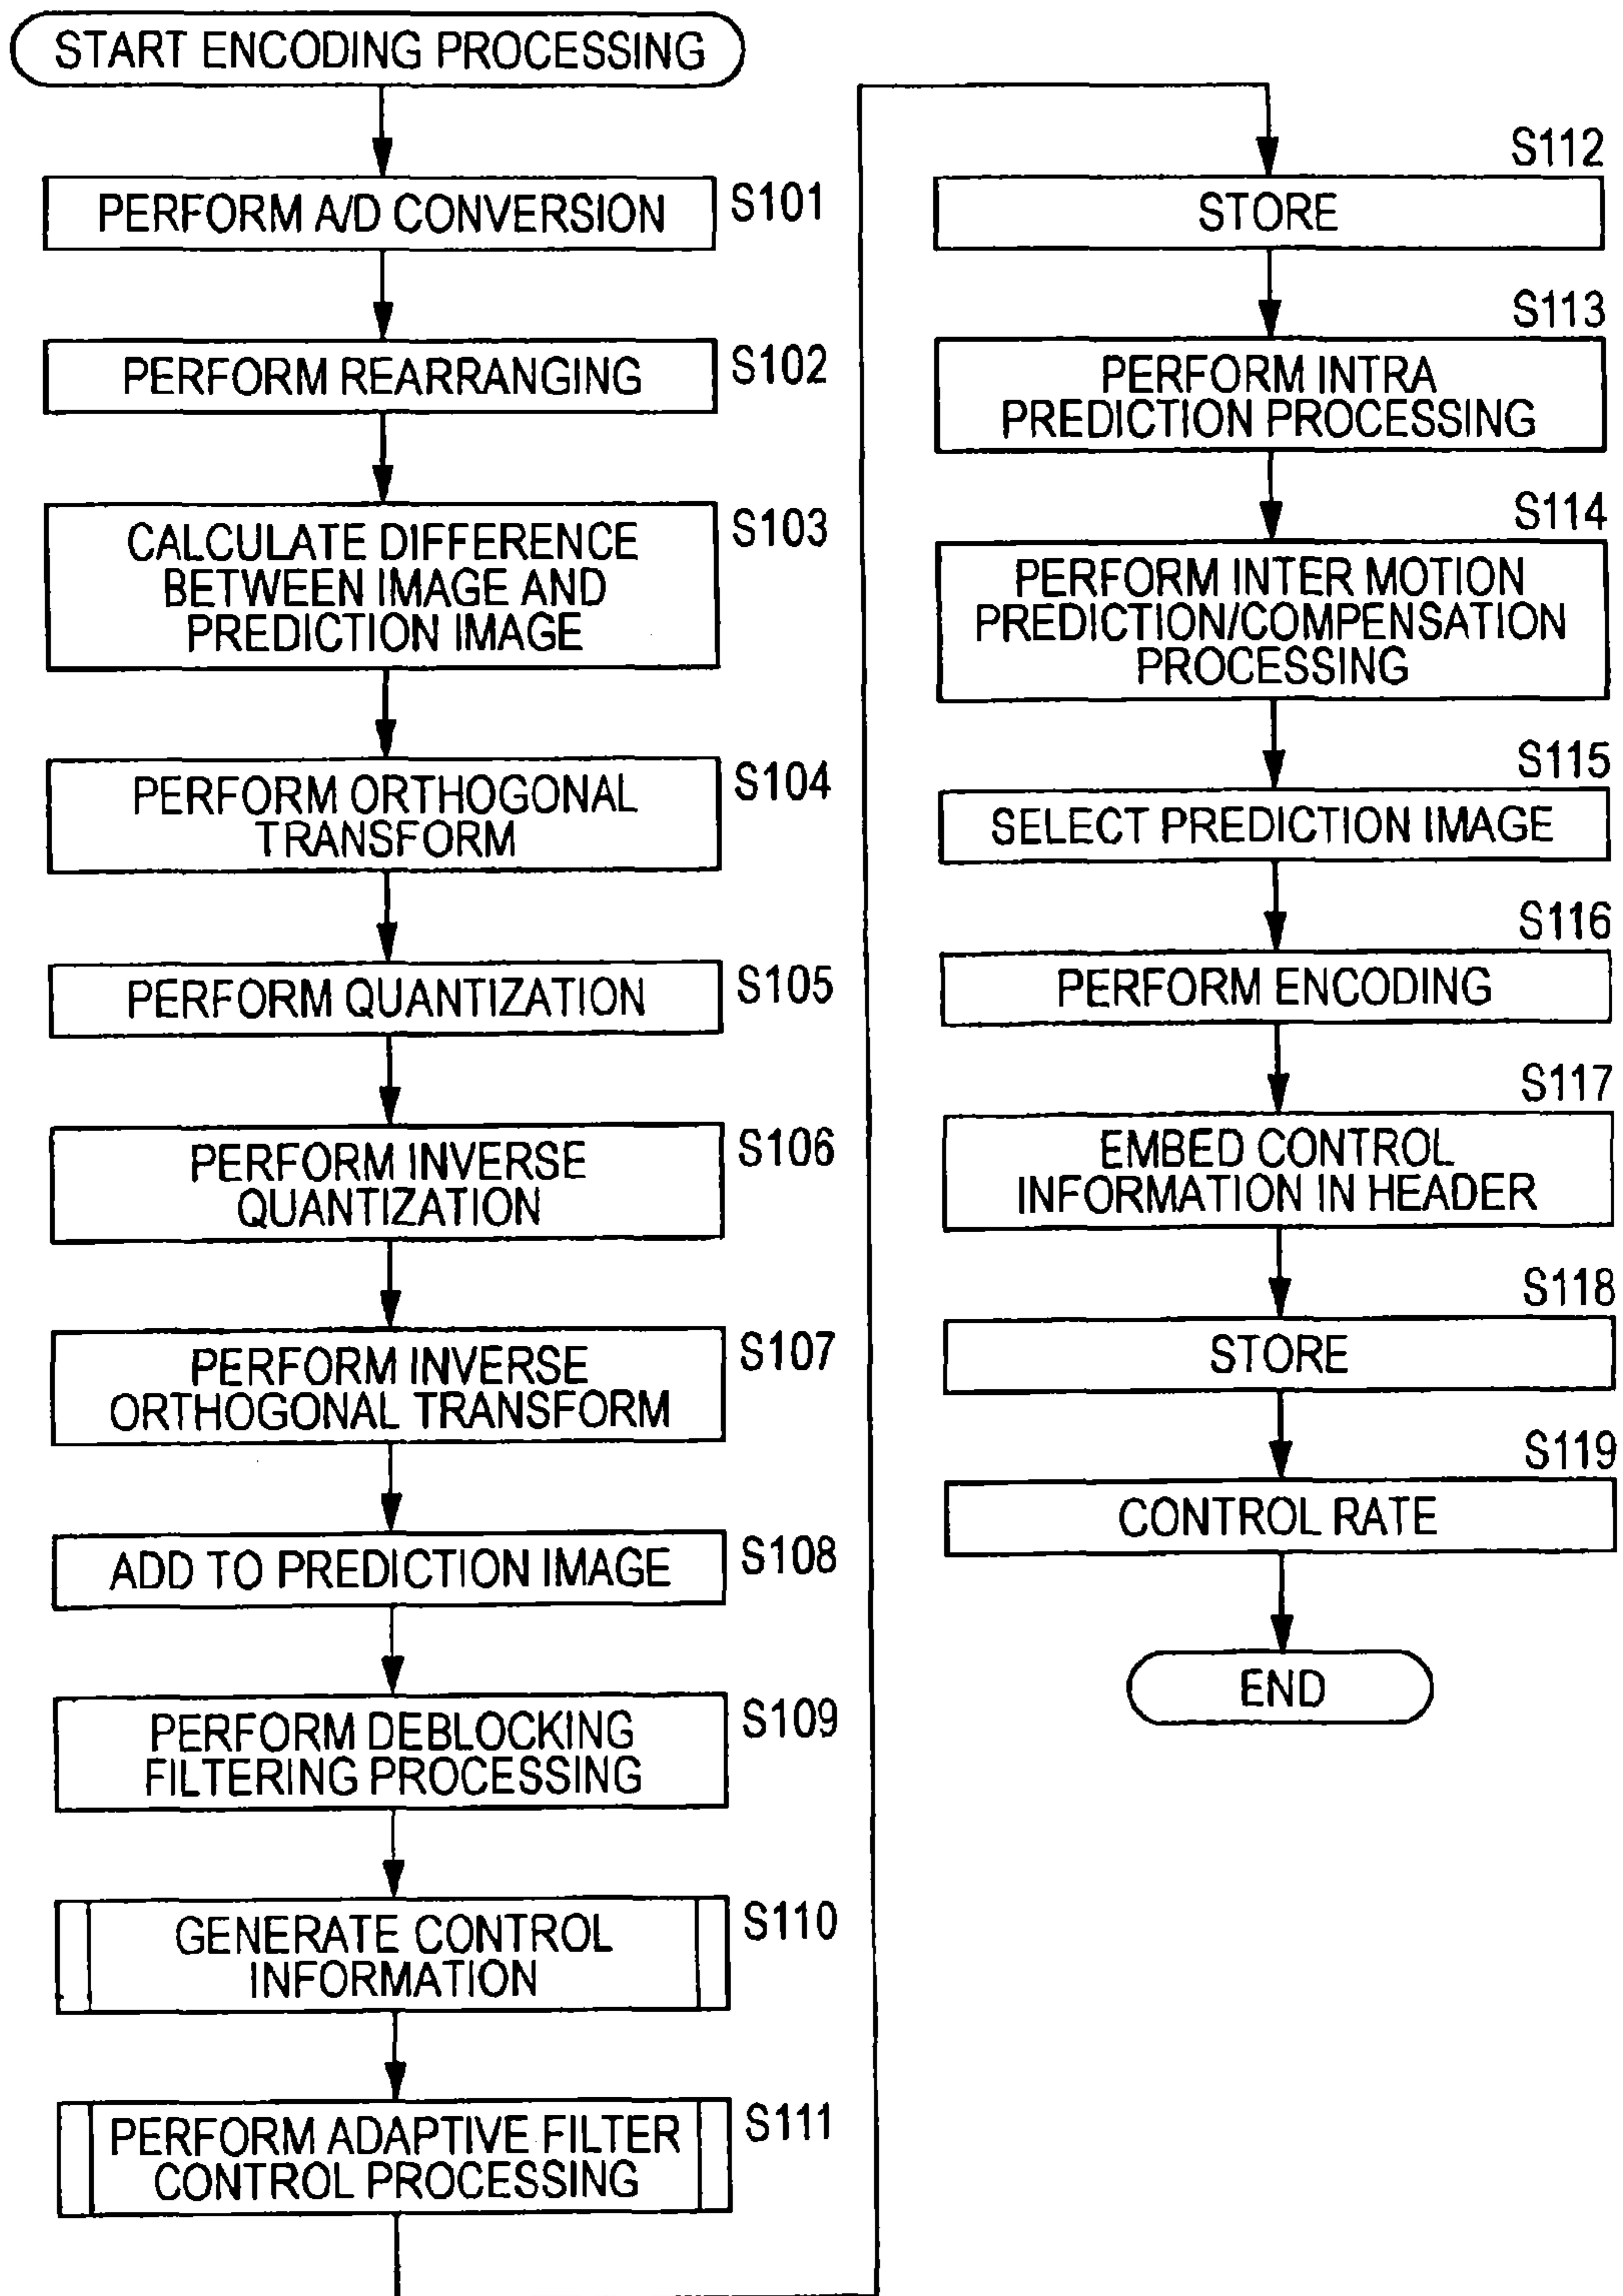 START ENCODING PROCESSING
PERFORM A/D CONVERSION
S101
PERFORM REARRANGING
S102
CALCULATE DIFFERENCE
BETWEEN IMAGE AND
PREDICTION IMAGE
S103
PERFORM ORTHOGONAL
TRANSFORM
S104
PERFORM QUANTIZATION
S105
PERFORM INVERSE
QUANTIZATION
S106
PERFORM INVERSE
ORTHOGONAL TRANSFORM
S107
ADD TO PREDICTION IMAGE
S108
PERFORM DEBLOCKING
FILTERING PROCESSING
S109
GENERATE CONTROL
INFORMATION
S110
PERFORM ADAPTIVE FILTER
CONTROL PROCESSING
S111
S112
STORE
S113
PERFORM INTRA
PREDICTION PROCESSING
S114
PERFORM INTER MOTION
PREDICTION/COMPENSATION
PROCESSING
S115
SELECT PREDICTION IMAGE
S116
PERFORM ENCODING
S117
EMBED CONTROL
INFORMATION IN HEADER
S118
STORE
S119
CONTROL RATE
END